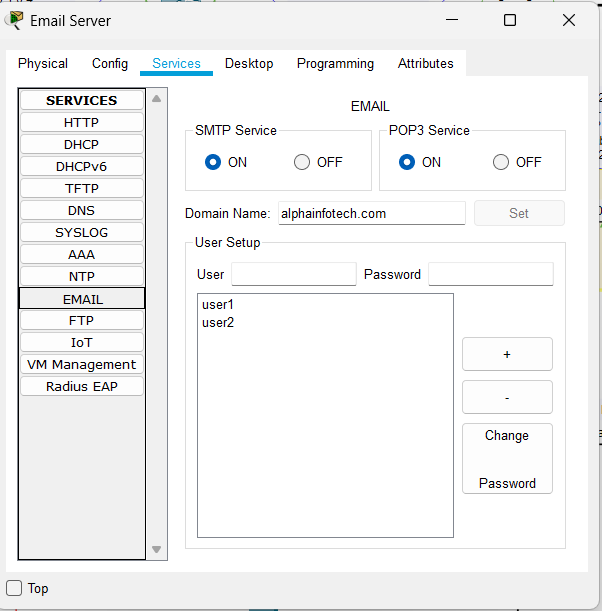 Email Server
Physical Config Services Desktop Programming Attributes
SERVICES
HTTP
DHCP
DHCPv6
TFTP
DNS
SYSLOG
AAA
NTP
EMAIL
FTP
IoT
VM Management
Radius EAP
EMAIL
SMTP Service
ON OFF
POP3 Service
ON OFF
Domain Name: alphainfotech.com Set
User Setup
User Password
user1
user2
+
-
Change
Password
Top